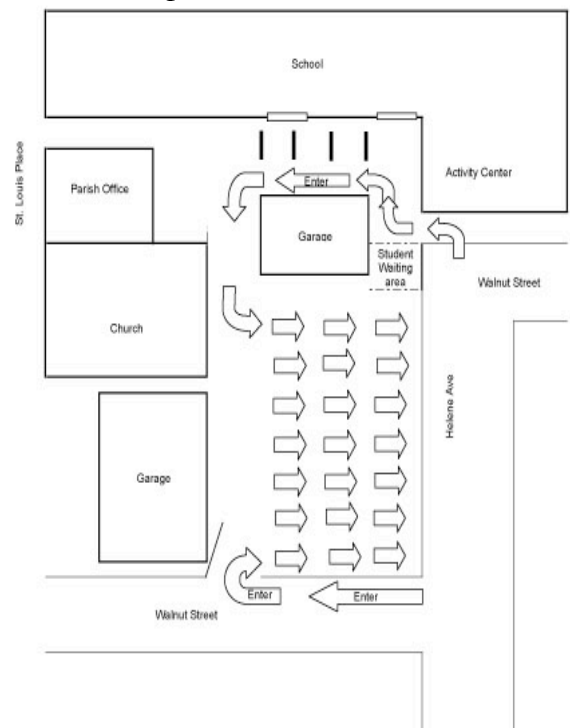 School
St. Louis Place
Parish Office
Enter
Activity Center
Garage
Student
Waiting
area
Walnut Street
Church
Helene Ave
Garage
Enter
Enter
Walnut Street